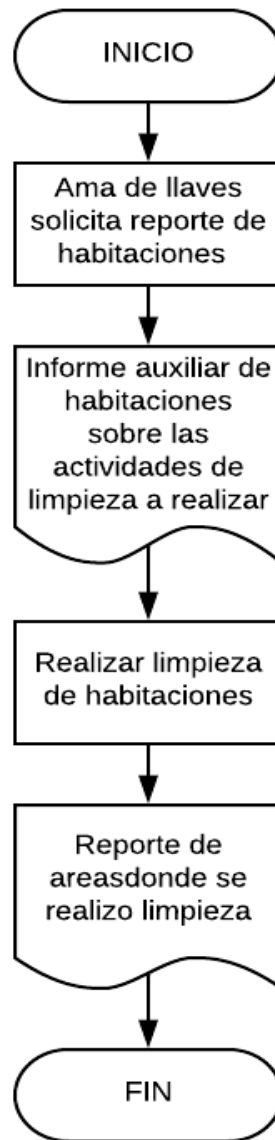 INICIO
Ama de llaves
solicita reporte de
habitaciones
Informe auxiliar de
habitaciones
sobre las
actividades de
limpieza a realizar
Realizar limpieza
de habitaciones
Reporte de
areasdonde se
realizo limpieza
FIN